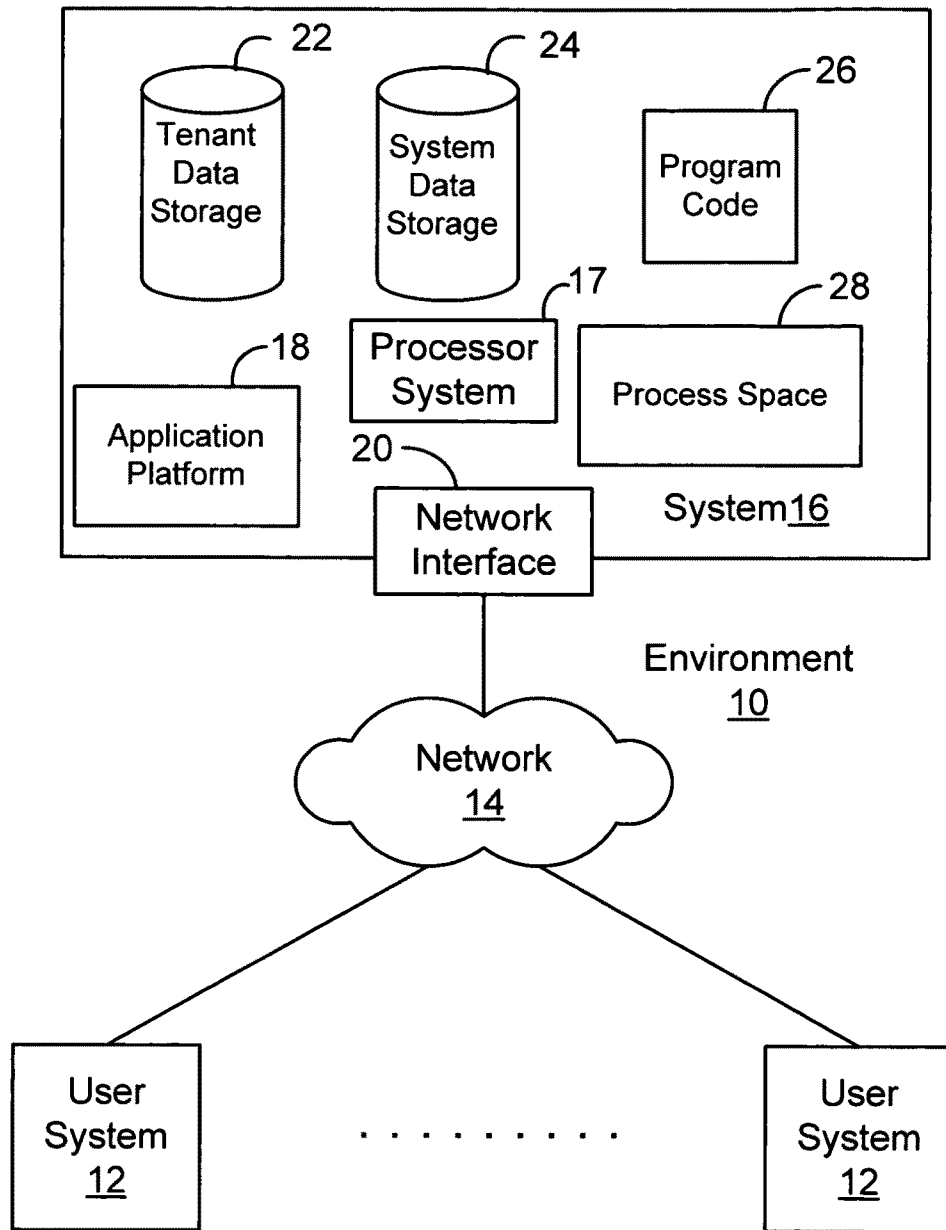 22
24
26
Tenant
Data
Storage
System
Data
Storage
Program
Code
17
28
18
Processor
System
Process Space
Application
Platform
20
System16
Network
Interface
Environment
10
Network
14
User
System
12
. . . . . . . . .
User
System
12